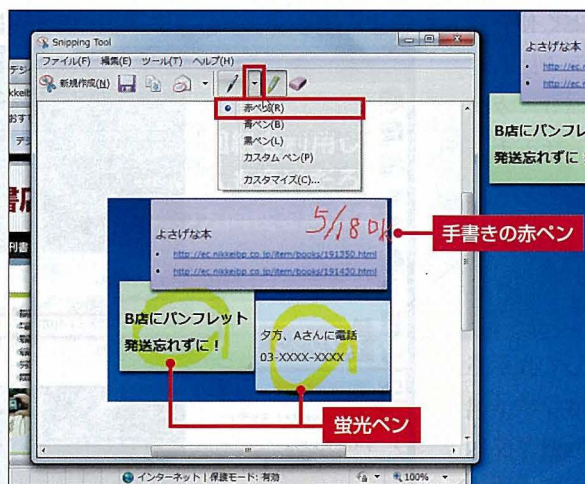 Snipping Tool
ファイル(F) 編集(E) ツール(T) ヘルプ(H)
新規作成(N)
赤ペン(R)
青ペン(B)
黒ペン(L)
カスタム ペン(P)
カスタマイズ(C)...
よさげな本
http://ec.nikkeibp.co.jp/item/books/191350.html
http://ec.nikkeibp.co.jp/item/books/191430.html
5/18 OK
手書きの赤ペン
B店にパンフレット
発送忘れずに！
夕方、Aさんに電話
03-XXXX-XXXX
蛍光ペン
よさげな本
B店にパンフレ
発送忘れずに！
インターネット | 保護モード: 有効
100%